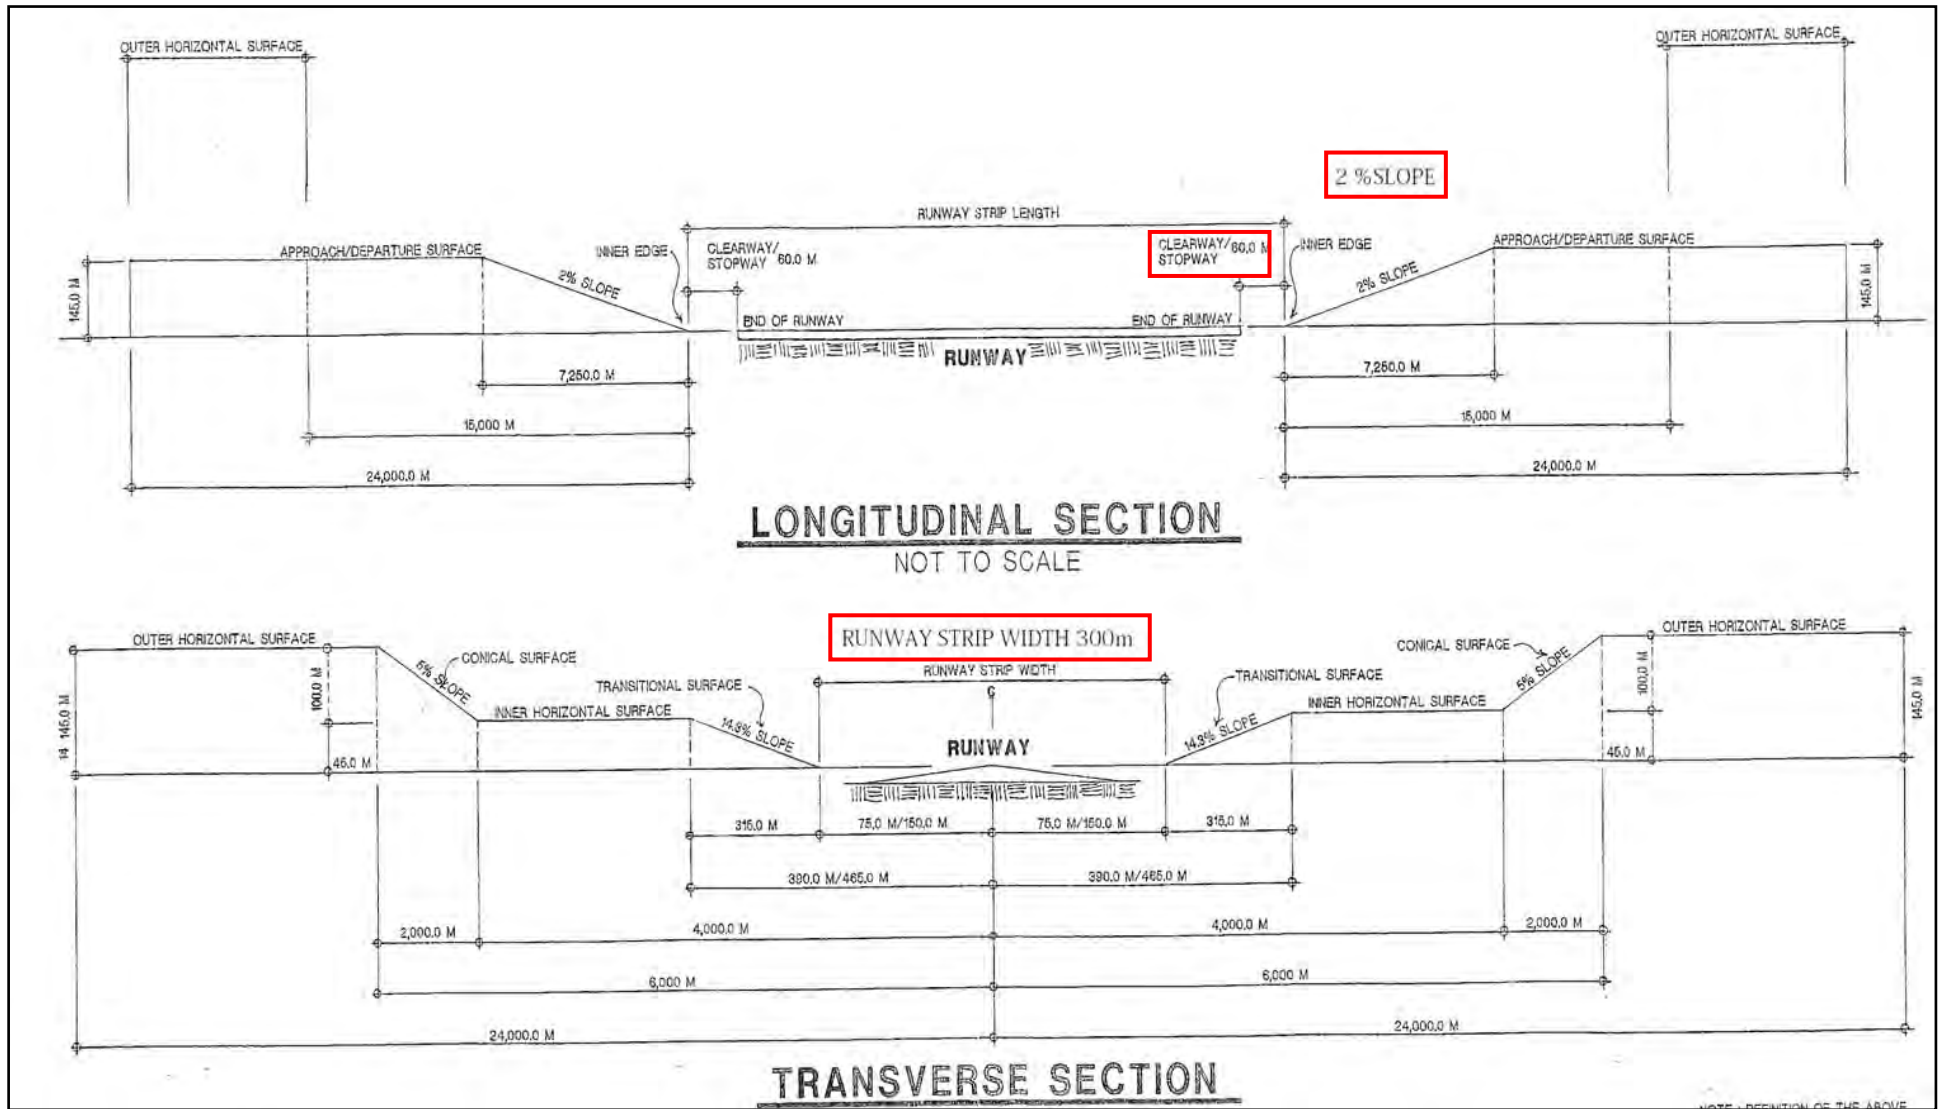 OUTER HORIZONTAL SURFACE
OUTER HORIZONTAL SURFACE
2 %SLOPE
RUNWAY STRIP LENGTH
APPROACH/DEPARTURE SURFACE
INNER EDGE
CLEARWAY/
STOPWAY 60.0 M
CLEARWAY/
STOPWAY 60.0 M
INNER EDGE
APPROACH/DEPARTURE SURFACE
145.0 M
2% SLOPE
2% SLOPE
145.0 M
END OF RUNWAY
END OF RUNWAY
RUNWAY
7,250.0 M
7,250.0 M
15,000 M
15,000 M
24,000.0 M
24,000.0 M
LONGITUDINAL SECTION
NOT TO SCALE
RUNWAY STRIP WIDTH 300m
OUTER HORIZONTAL SURFACE
CONICAL SURFACE
5% SLOPE
TRANSITIONAL SURFACE
RUNWAY STRIP WIDTH
TRANSITIONAL SURFACE
CONICAL SURFACE
5% SLOPE
OUTER HORIZONTAL SURFACE
14 145.0 M
100.0 M
INNER HORIZONTAL SURFACE
14.3% SLOPE
RUNWAY
14.3% SLOPE
INNER HORIZONTAL SURFACE
100.0 M
145.0 M
45.0 M
45.0 M
315.0 M
75.0 M/150.0 M
75.0 M/150.0 M
315.0 M
390.0 M/465.0 M
390.0 M/465.0 M
2,000.0 M
4,000.0 M
4,000.0 M
2,000.0 M
6,000 M
6,000 M
24,000.0 M
24,000.0 M
TRANSVERSE SECTION
NOTE : DEFINITION OF THE ABOVE